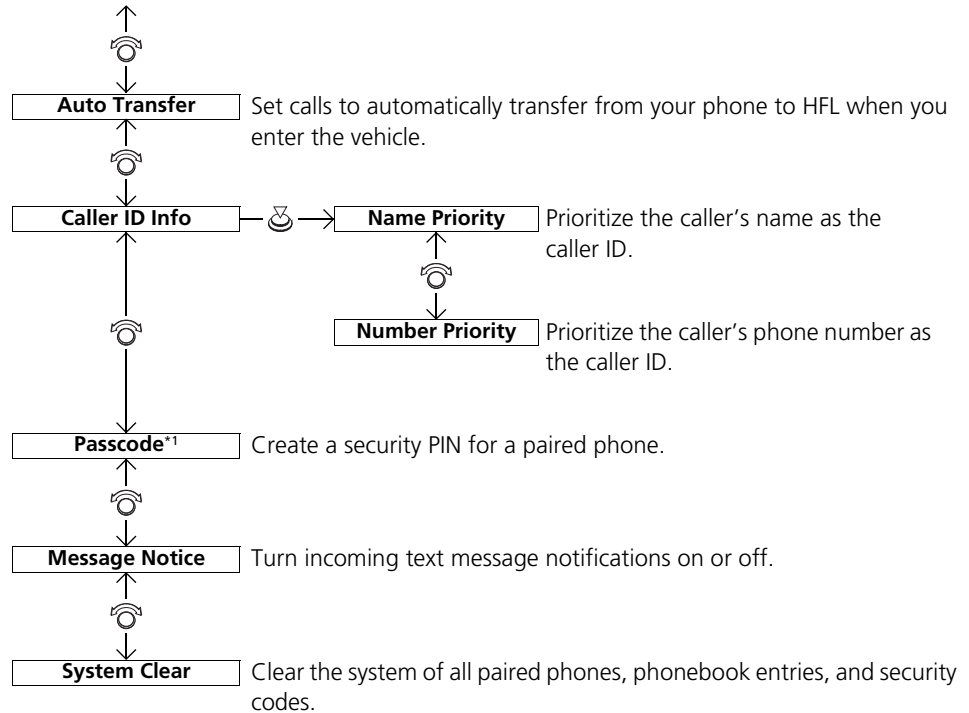 Auto Transfer
Set calls to automatically transfer from your phone to HFL when you
enter the vehicle.
Caller ID Info
Name Priority
Prioritize the caller’s name as the
caller ID.
Number Priority
Prioritize the caller’s phone number as
the caller ID.
Passcode*1
Create a security PIN for a paired phone.
Message Notice
Turn incoming text message notifications on or off.
System Clear
Clear the system of all paired phones, phonebook entries, and security
codes.